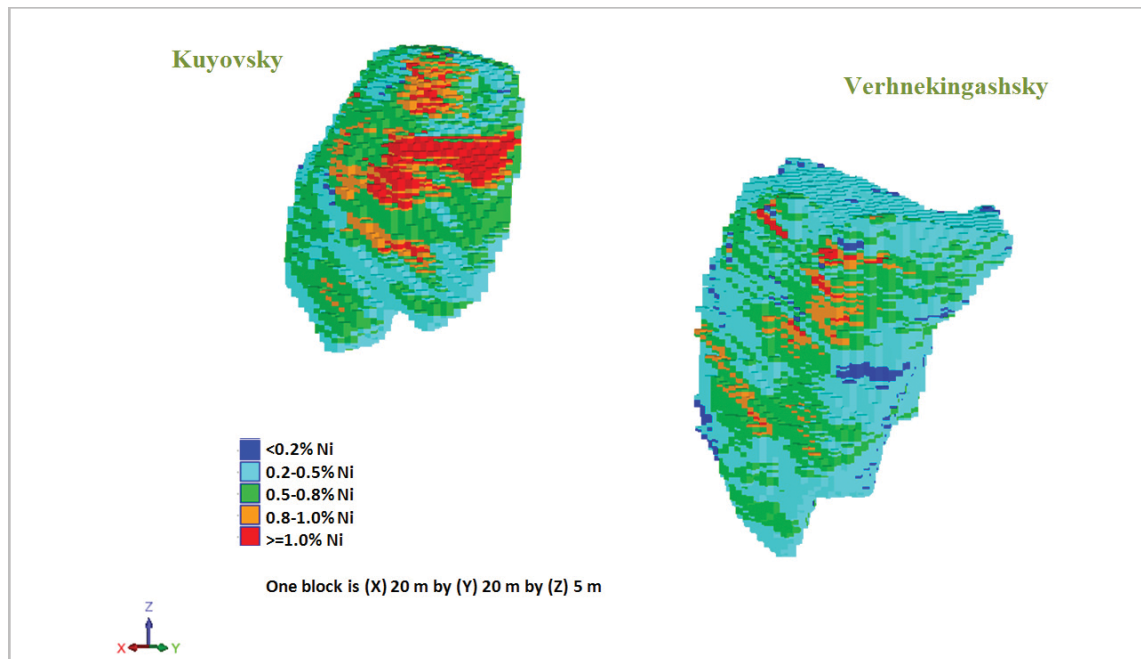 Kuyovsky
Verhnekingashsky
<0.2% Ni
0.2-0.5% Ni
0.5-0.8% Ni
0.8-1.0% Ni
>=1.0% Ni
One block is (X) 20 m by (Y) 20 m by (Z) 5 m
Z
X Y